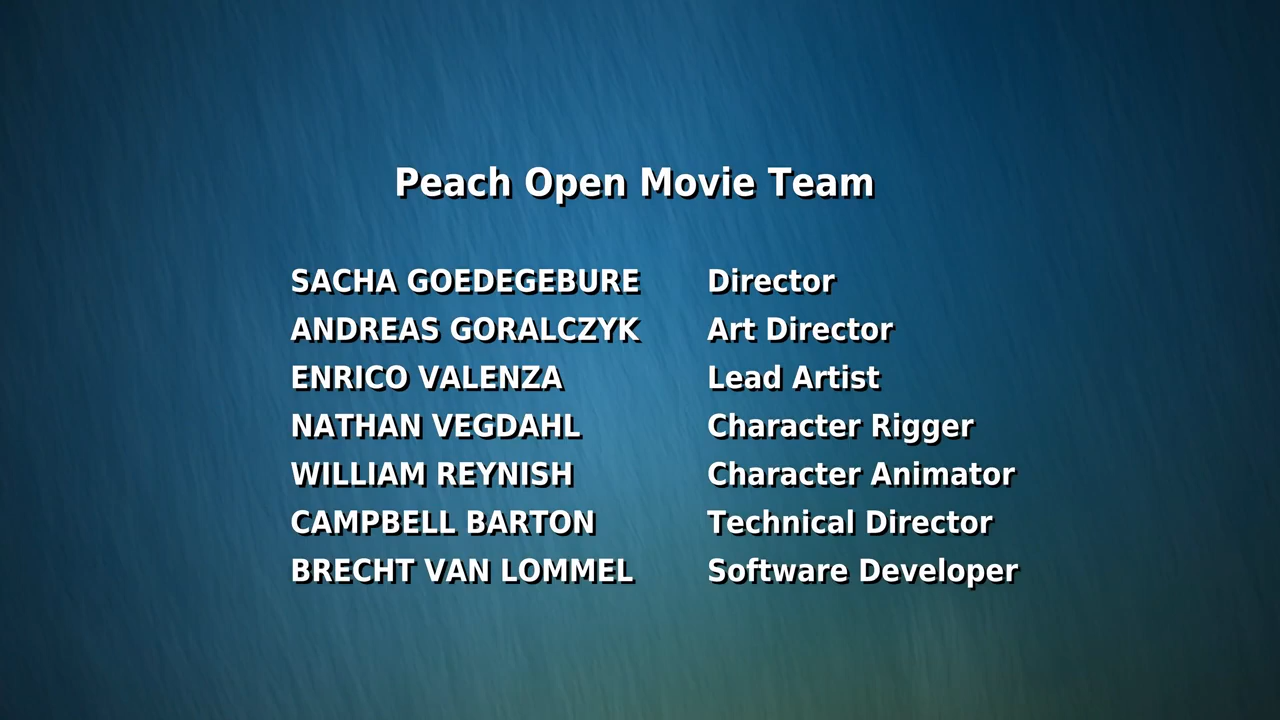 Peach Open Movie Team
SACHA GOEDEGEBURE Director
ANDREAS GORALCZYK Art Director
ENRICO VALENZA Lead Artist
NATHAN VEGDAHL Character Rigger
WILLIAM REYNISH Character Animator
CAMPBELL BARTON Technical Director
BRECHT VAN LOMMEL Software Developer